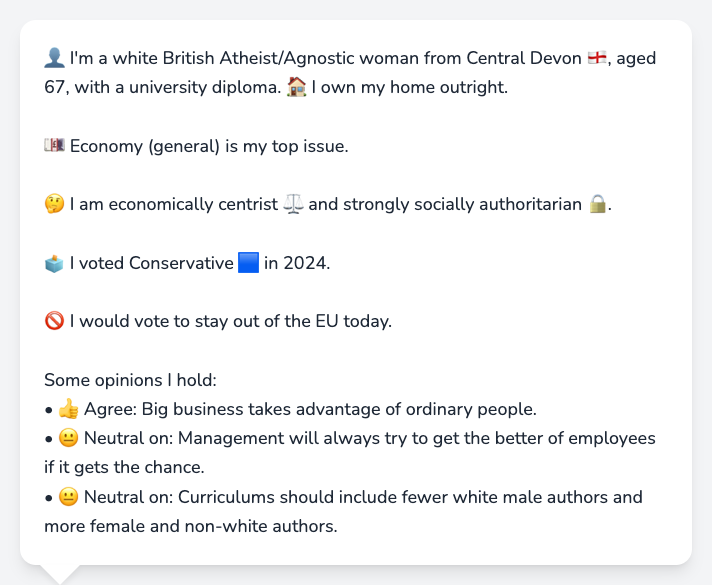 👤 I'm a white British Atheist/Agnostic woman from Central Devon 🏴󠁧󠁢󠁥󠁮󠁧󠁿, aged
67, with a university diploma. 🏠 I own my home outright.
💷 Economy (general) is my top issue.
🤔 I am economically centrist ⚖️ and strongly socially authoritarian 🔒.
🗳️ I voted Conservative 🟦 in 2024.
🚫 I would vote to stay out of the EU today.
Some opinions I hold:
• 👍 Agree: Big business takes advantage of ordinary people.
• 😐 Neutral on: Management will always try to get the better of employees
if it gets the chance.
• 😐 Neutral on: Curriculums should include fewer white male authors and
more female and non-white authors.